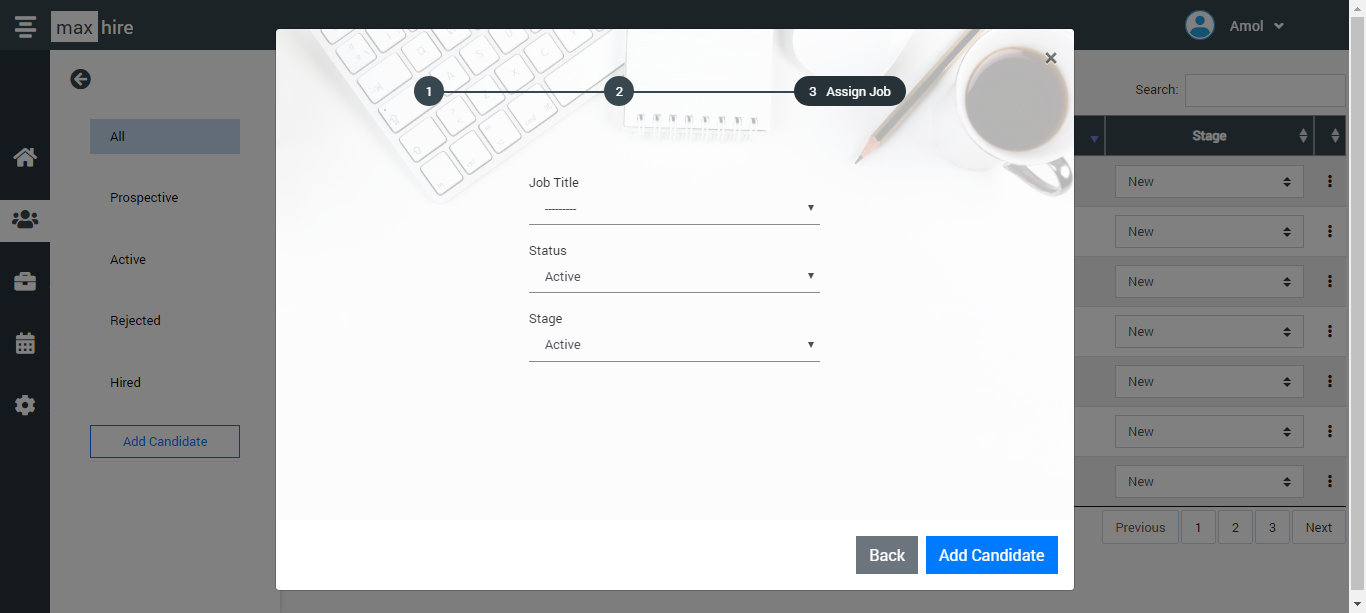 max hire
Amol
All
Prospective
Active
Rejected
Hired
Add Candidate
1
2
3 Assign Job
×
Job Title
---------
Status
Active
Stage
Active
Back
Add Candidate
Search:
Stage
New
New
New
New
New
New
New
Previous
1
2
3
Next